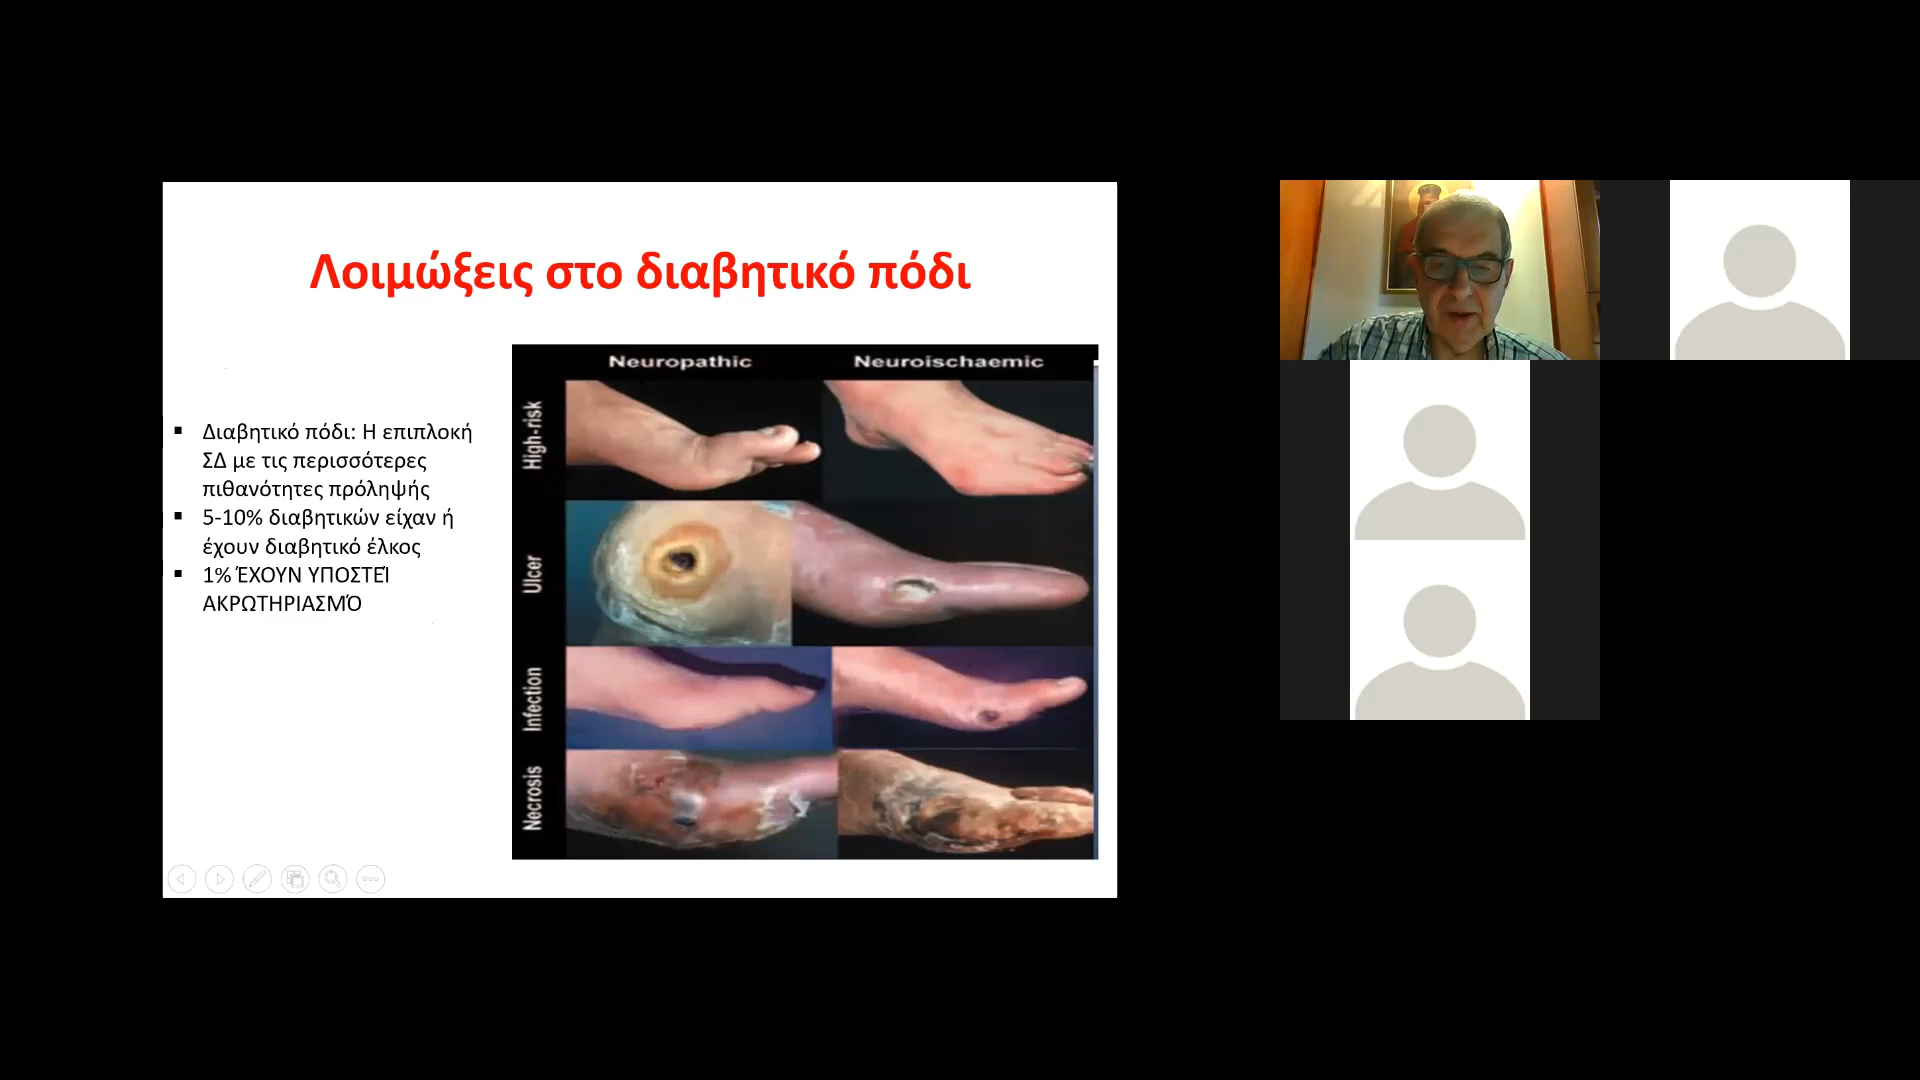 Λοιμώξεις στο διαβητικό πόδι
▪ Διαβητικό πόδι: Η επιπλοκή
ΣΔ με τις περισσότερες
πιθανότητες πρόληψής
▪ 5-10% διαβητικών είχαν ή
έχουν διαβητικό έλκος
▪ 1% ΈΧΟΥΝ ΥΠΟΣΤΕΊ
ΑΚΡΩΤΗΡΙΑΣΜΌ
Neuropathic Neuroischaemic
High-risk
Ulcer
Infection
Necrosis